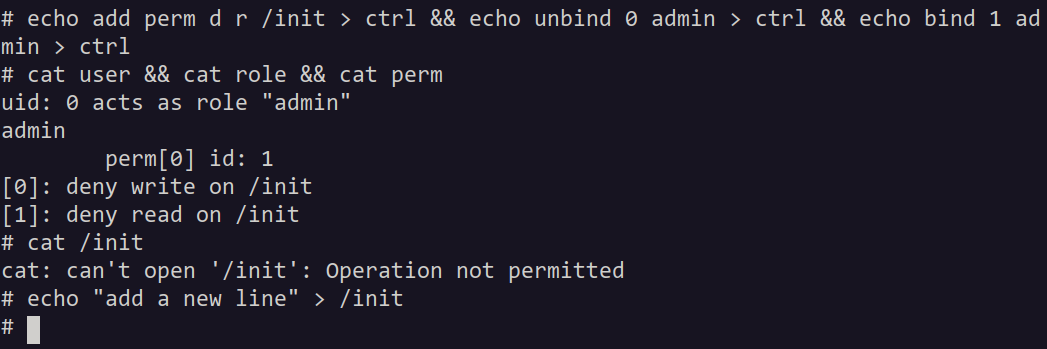 # echo add perm d r /init > ctrl && echo unbind 0 admin > ctrl && echo bind 1 ad
min > ctrl
# cat user && cat role && cat perm
uid: 0 acts as role "admin"
admin
        perm[0] id: 1
[0]: deny write on /init
[1]: deny read on /init
# cat /init
cat: can't open '/init': Operation not permitted
# echo "add a new line" > /init
#